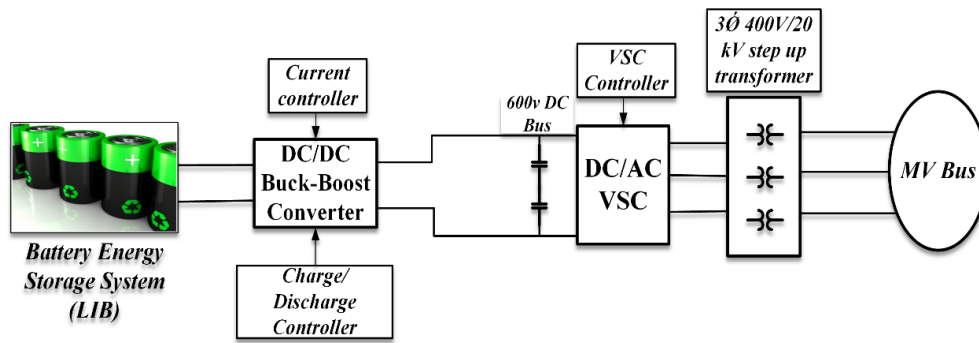 Current
controller
DC/DC
Buck-Boost
Converter
Charge/
Discharge
Controller
Battery Energy
Storage System
(LIB)
600v DC
Bus
VSC
Controller
DC/AC
VSC
3Ǿ 400V/20
kV step up
transformer
MV Bus